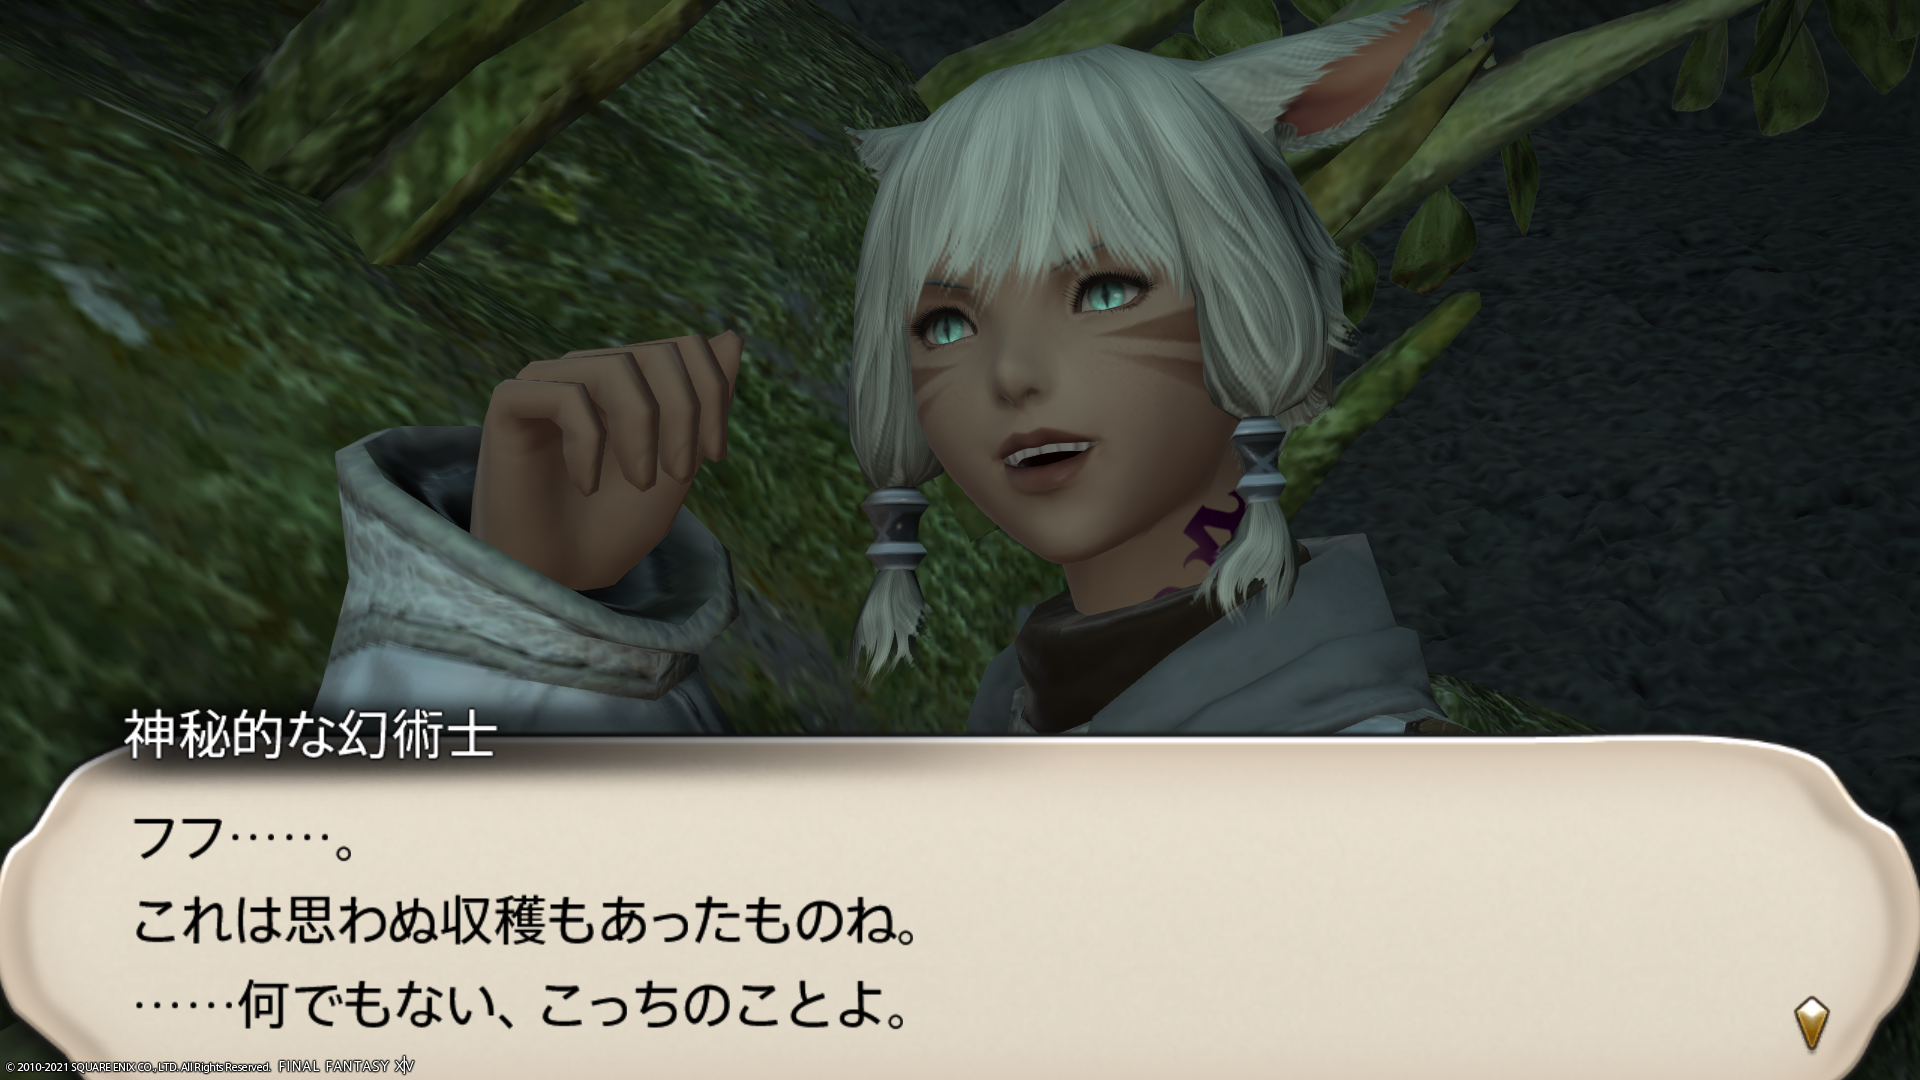 神秘的な幻術士
フフ……。
これは思わぬ収穫もあったものね。
……何でもない、こっちのことよ。
© 2010-2021 SQUARE ENIX CO., LTD. All Rights Reserved. FINAL FANTASY XIV